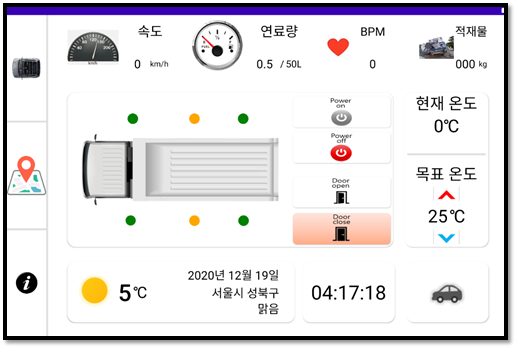 속도
0 km/h
연료량
0.5 / 50L
BPM
0
적재물
000 kg
Power
on
Power
off
Door
open
Door
close
현재 온도
0℃
목표 온도
25℃
5℃
2020년 12월 19일
서울시 성북구
맑음
04:17:18